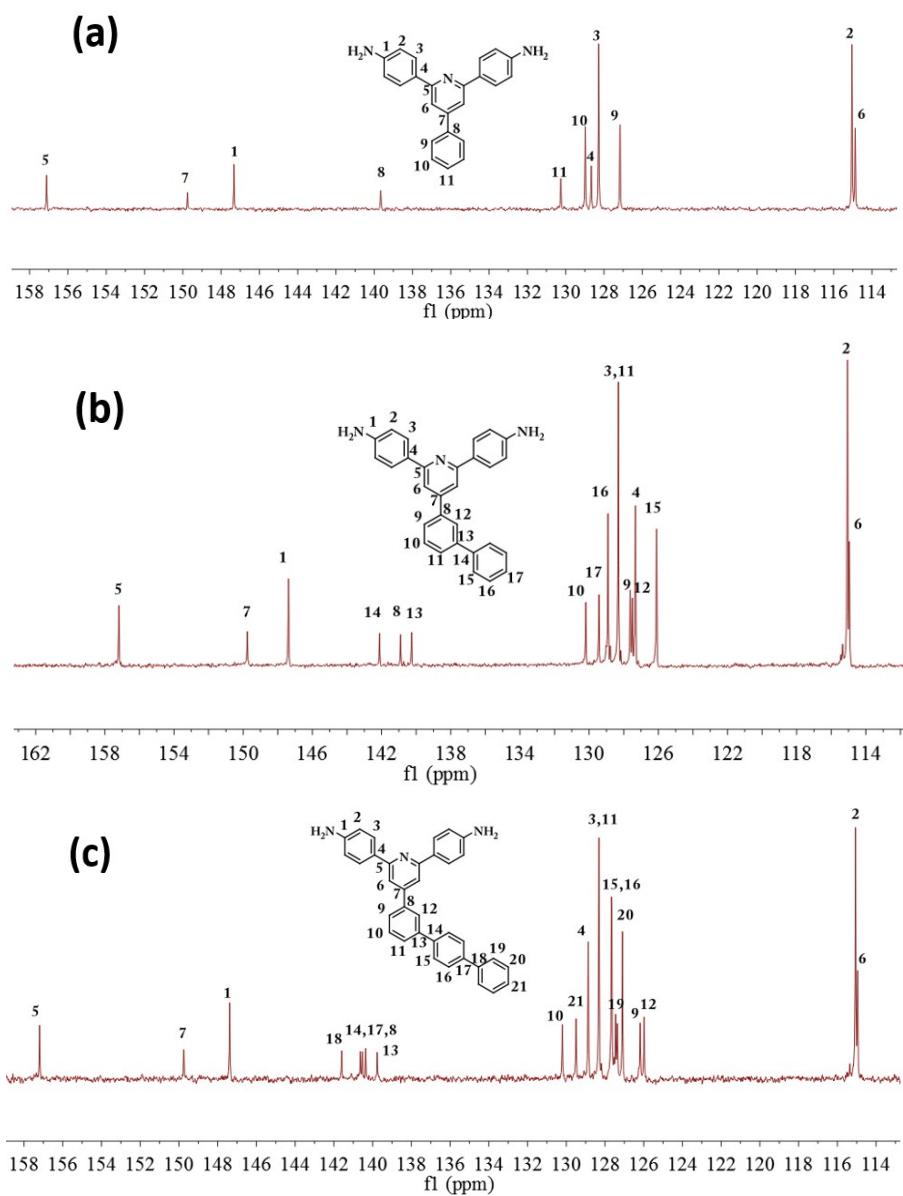 (a)
H₂N 1 2 3 4 5 6 7 8 9 10 11 N NH₂
5 7 1 8 11 10 4 3 9 2 6
158 156 154 152 150 148 146 144 142 140 138 136 134 132 130 128 126 124 122 120 118 116 114
f1 (ppm)
(b)
H₂N 1 2 3 4 5 6 7 8 9 10 11 12 13 14 15 16 17 N NH₂
5 7 1 14 8 13 10 17 16 3,11 9 12 4 15 2 6
162 158 154 150 146 142 138 134 130 128 126 124 122 120 118 116 114
f1 (ppm)
(c)
H₂N 1 2 3 4 5 6 7 8 9 10 11 12 13 14 15 16 17 18 19 20 21 N NH₂
5 7 1 18 14,17,8 13 10 21 4 3,11 15,16 19 20 9 12 2 6
158 156 154 152 150 148 146 144 142 140 138 136 134 132 130 128 126 124 122 120 118 116 114
f1 (ppm)